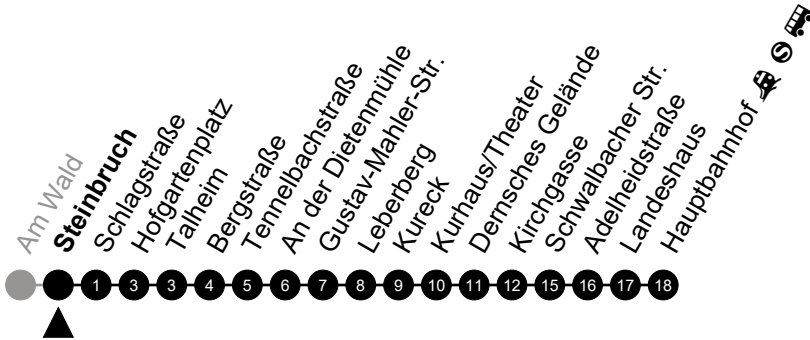 Am Wald
Steinbruch
Schlagstraße
Hofgartenplatz
Talheim
Bergstraße
Tennelbachstraße
An der Dietenmühle
Gustav-Mahler-Str.
Leberberg
Kureck
Kurhaus/Theater
Dernsches Gelände
Kirchgasse
Schwalbacher Str.
Adelheidstraße
Landeshaus
Hauptbahnhof S
1 3 3 4 5 6 7 8 9 10 11 12 15 16 17 18